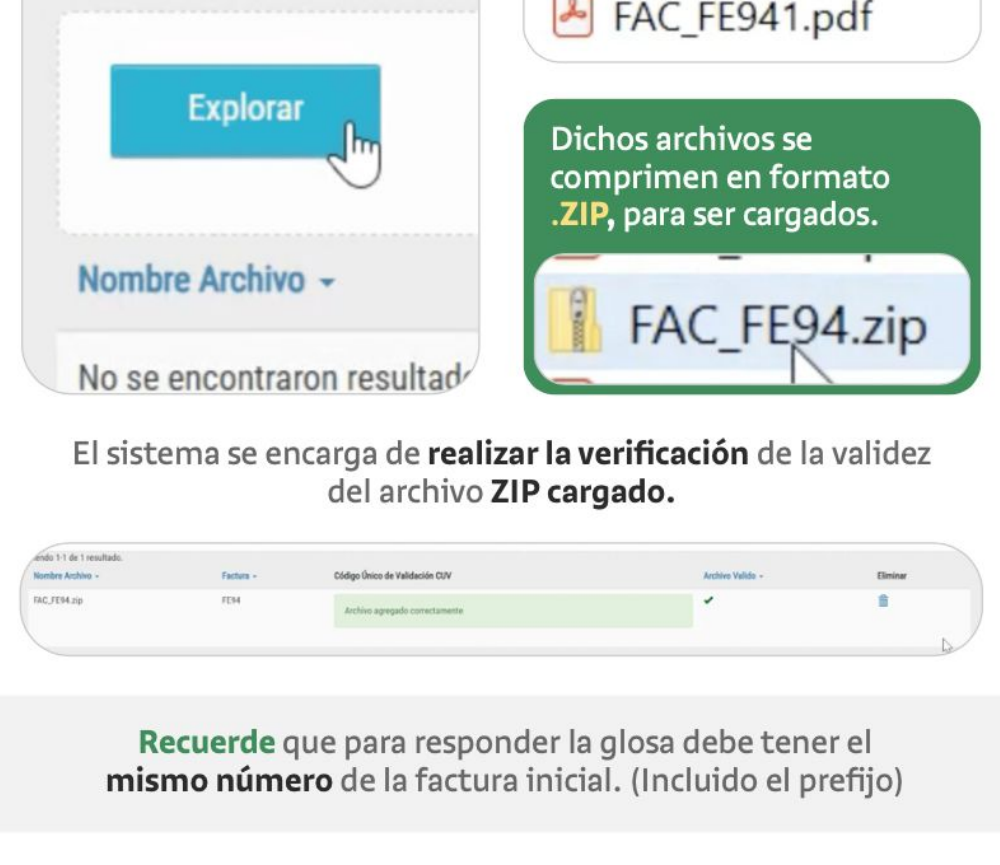 FAC_FE941.pdf
Explorar
Nombre Archivo
No se encontraron
Dichos archivos se
comprimen en formato
.ZIP, para ser cargados.
FAC_FE94.zip
El sistema se encarga de realizar la verificación de la validez
del archivo ZIP cargado.
1-1 de 1 resultado.
Nombre Archivo Factura Código Único de Validación CUV Archivo Valido Eliminar
FAC_FE94.zip FE94 Archivo agregado correctamente
Recuerde que para responder la glosa debe tener el
mismo número de la factura inicial. (Incluido el prefijo)